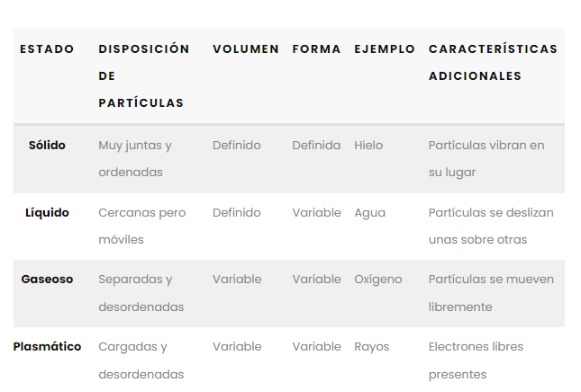 ESTADO DISPOSICIÓN VOLUMEN FORMA EJEMPLO CARACTERÍSTICAS
DE ADICIONALES
PARTÍCULAS
Sólido Muy juntas y Definido Definida Hielo Partículas vibran en
ordenadas su lugar
Líquido Cercanas pero Definido Variable Agua Partículas se deslizan
móviles unas sobre otras
Gaseoso Separadas y Variable Variable Oxígeno Partículas se mueven
desordenadas libremente
Plasmático Cargadas y Variable Variable Rayos Electrones libres
desordenadas presentes